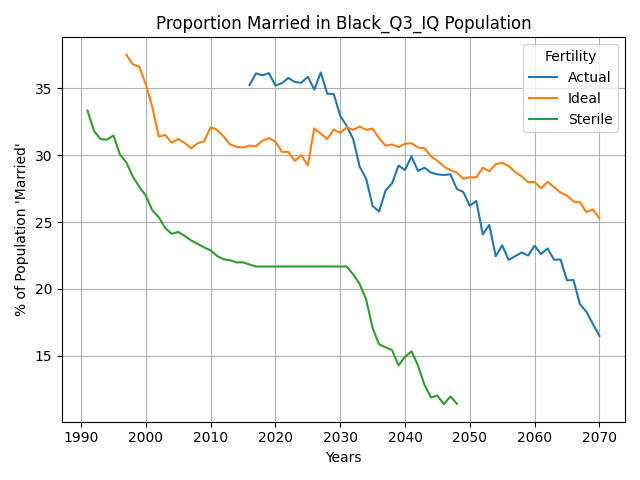 Proportion Married in Black_Q3_IQ Population
% of Population 'Married'
35
30
25
20
15
Fertility
Actual
Ideal
Sterile
1990 2000 2010 2020 2030 2040 2050 2060 2070
Years